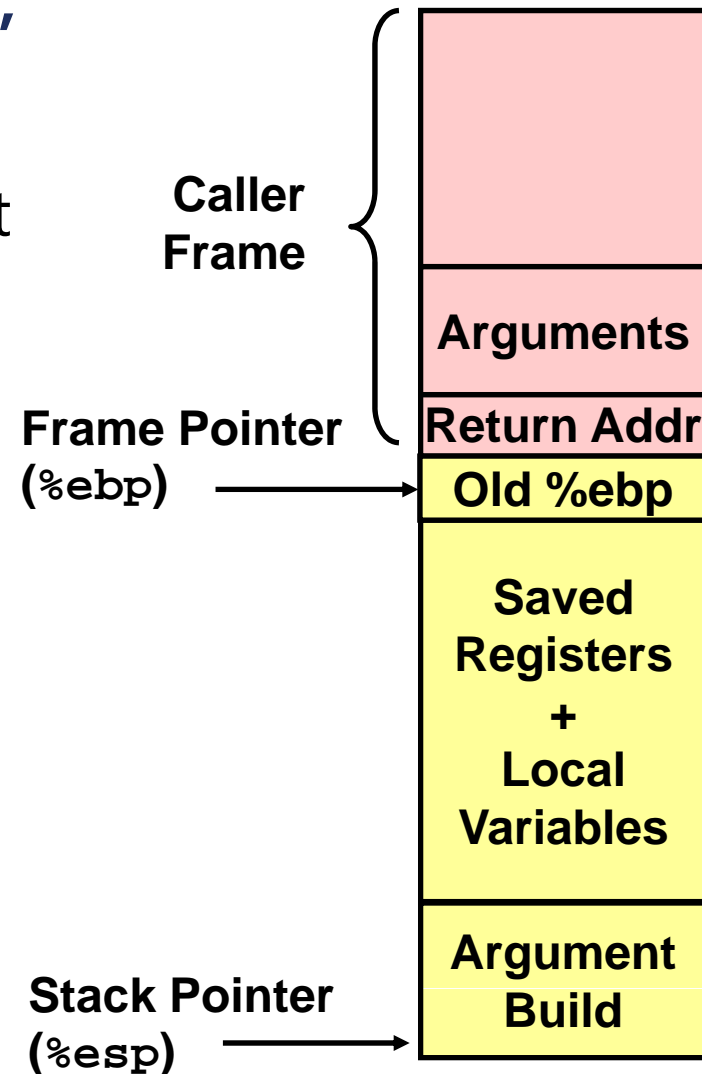 Caller
Frame
Arguments
Return Addr
Frame Pointer
(%ebp)
Old %ebp
Saved
Registers
+
Local
Variables
Argument
Build
Stack Pointer
(%esp)